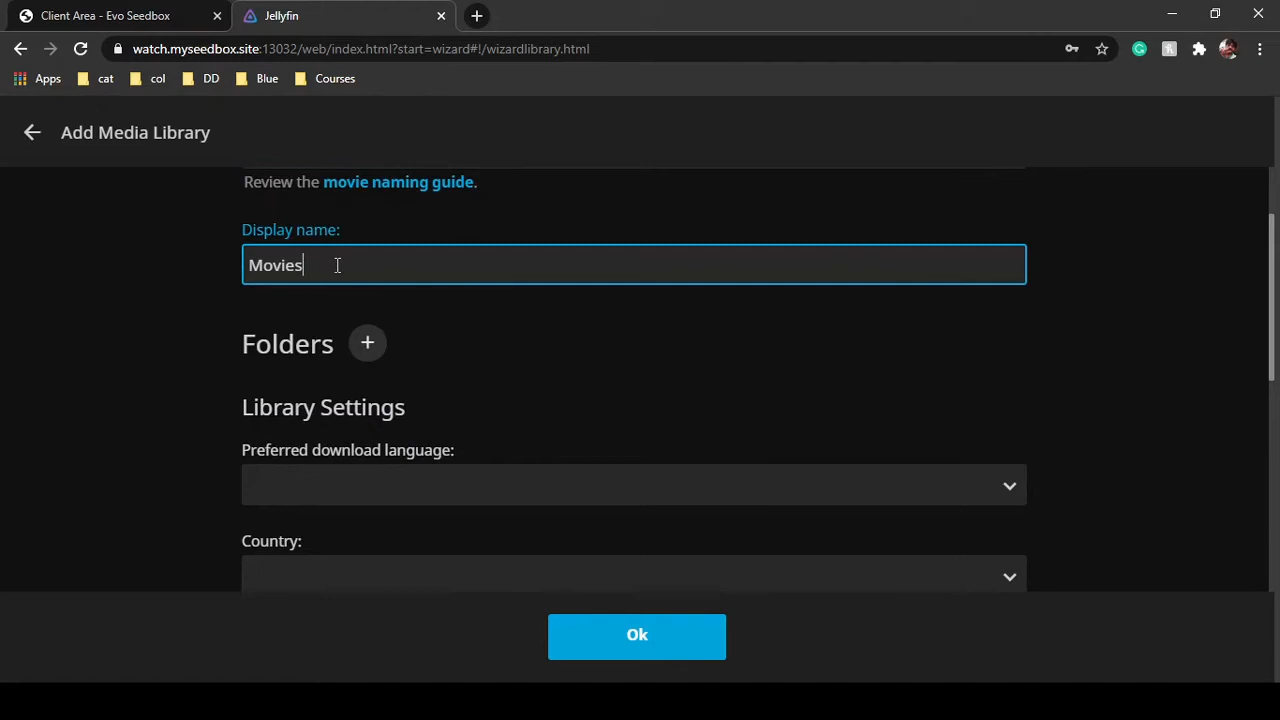 Client Area - Evo Seedbox
Jellyfin
watch.myseedbox.site:13032/web/index.html?start=wizard#!/wizardlibrary.html
Apps cat col DD Blue Courses
Add Media Library
Review the movie naming guide.
Display name:
Movies
Folders +
Library Settings
Preferred download language:
Country:
Ok